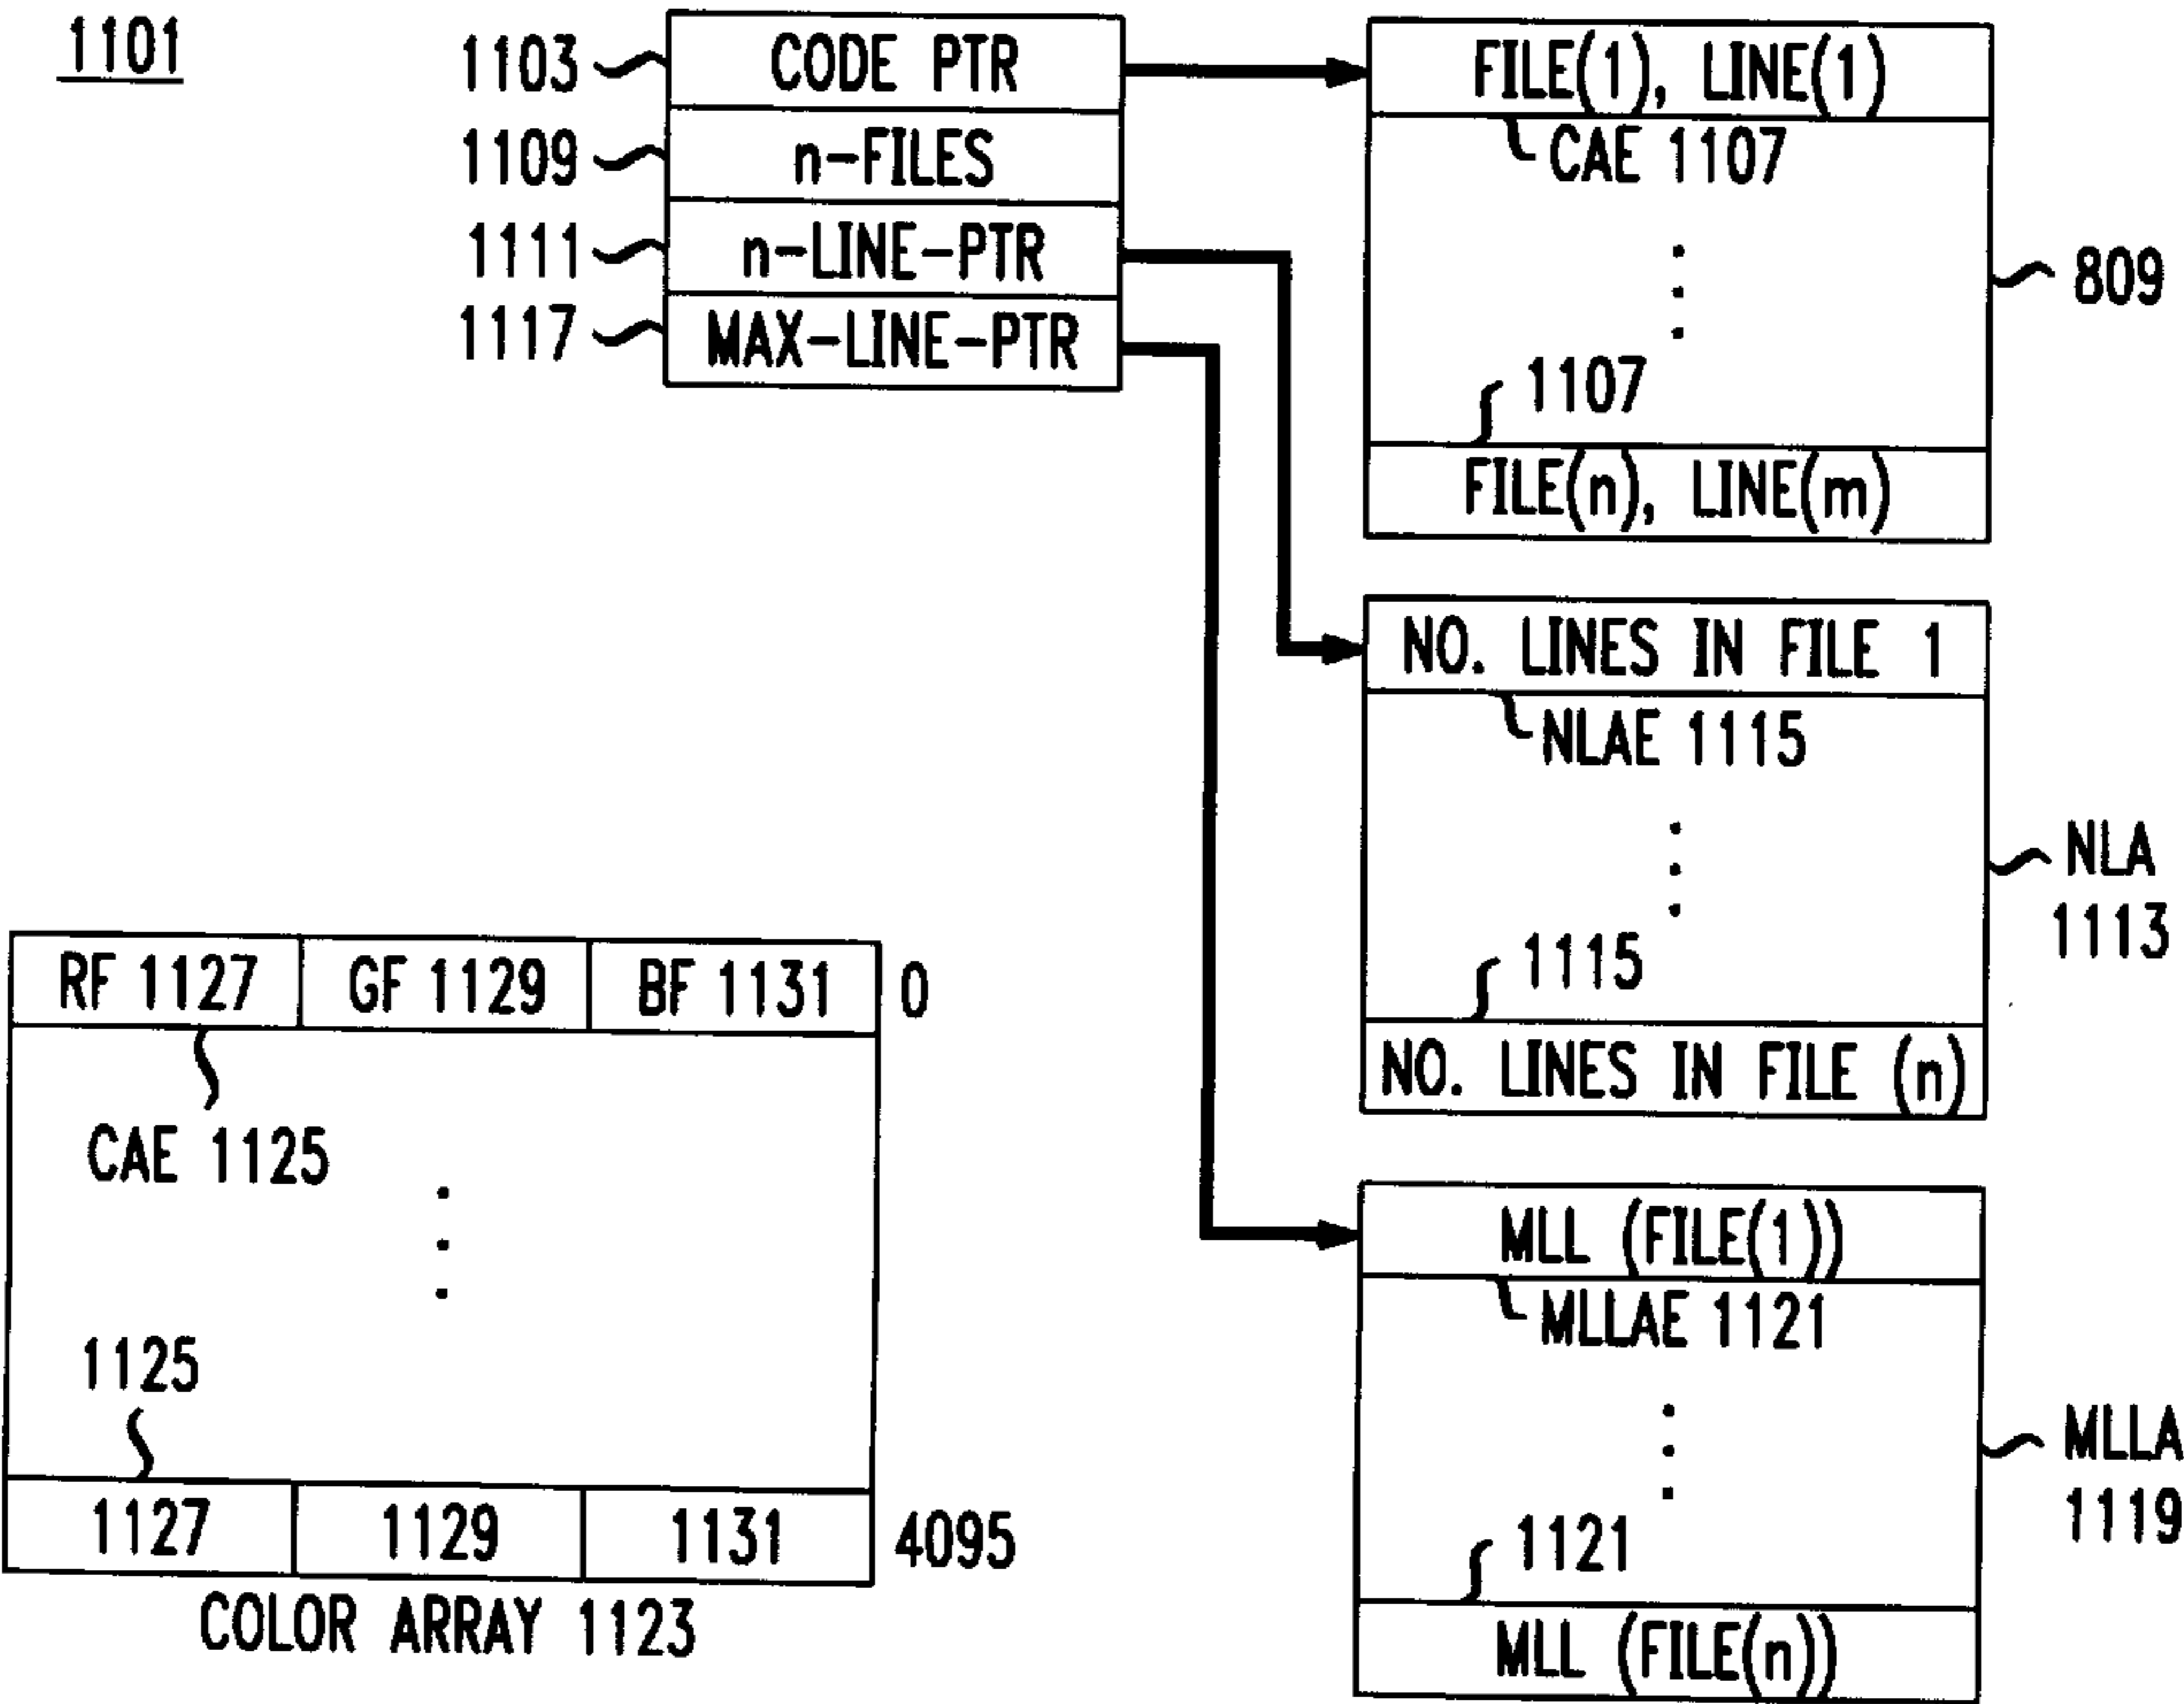 1101
1103
CODE PTR
1109
n-FILES
1111
n-LINE-PTR
1117
MAX-LINE-PTR
FILE(1), LINE(1)
CAE 1107
809
1107
FILE(n), LINE(m)
NO. LINES IN FILE 1
NLAE 1115
NLA
1113
1115
NO. LINES IN FILE (n)
MLL (FILE(1))
MLLAE 1121
MLLA
1119
1121
MLL (FILE(n))
RF 1127
GF 1129
BF 1131
0
CAE 1125
1125
1127
1129
1131
4095
COLOR ARRAY 1123